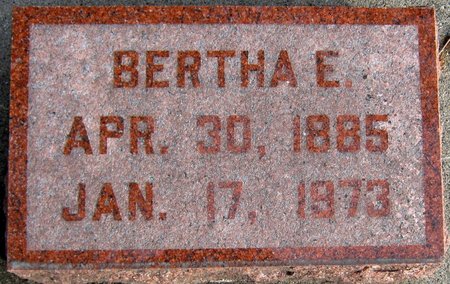 BERTHA E.
APR. 30, 1885
JAN. 17, 1973